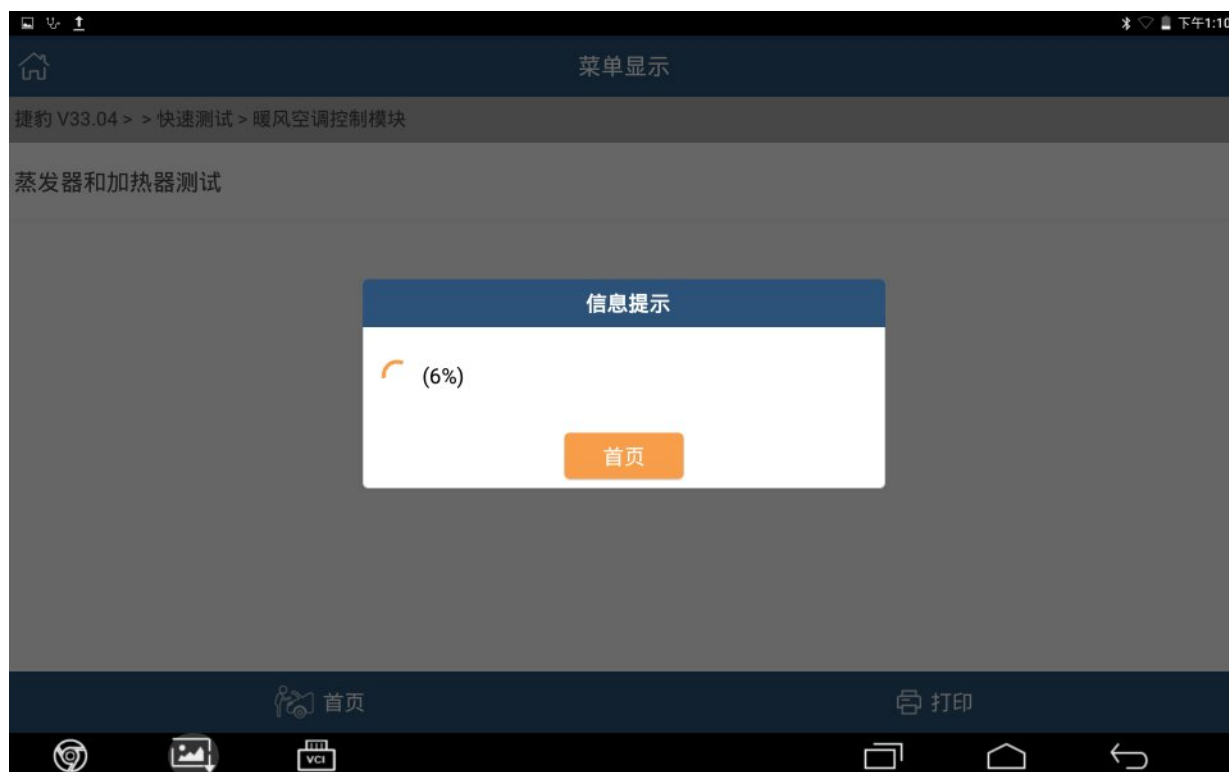 下午1:10
菜单显示
捷豹 V33.04 > > 快速测试 > 暖风空调控制模块
蒸发器和加热器测试
信息提示
(6%)
首页
首页
打印
VCI